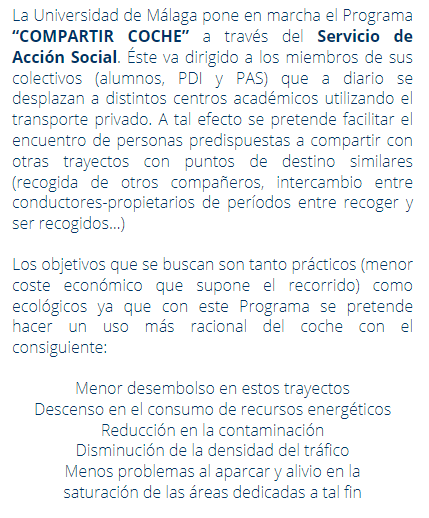 La Universidad de Málaga pone en marcha el Programa
“COMPARTIR COCHE” a través del Servicio de
Acción Social. Éste va dirigido a los miembros de sus
colectivos (alumnos, PDI y PAS) que a diario se
desplazan a distintos centros académicos utilizando el
transporte privado. A tal efecto se pretende facilitar el
encuentro de personas predispuestas a compartir con
otras trayectos con puntos de destino similares
(recogida de otros compañeros, intercambio entre
conductores-propietarios de períodos entre recoger y
ser recogidos...)
Los objetivos que se buscan son tanto prácticos (menor
coste económico que supone el recorrido) como
ecológicos ya que con este Programa se pretende
hacer un uso más racional del coche con el
consiguiente:
Menor desembolso en estos trayectos
Descenso en el consumo de recursos energéticos
Reducción en la contaminación
Disminución de la densidad del tráfico
Menos problemas al aparcar y alivio en la
saturación de las áreas dedicadas a tal fin